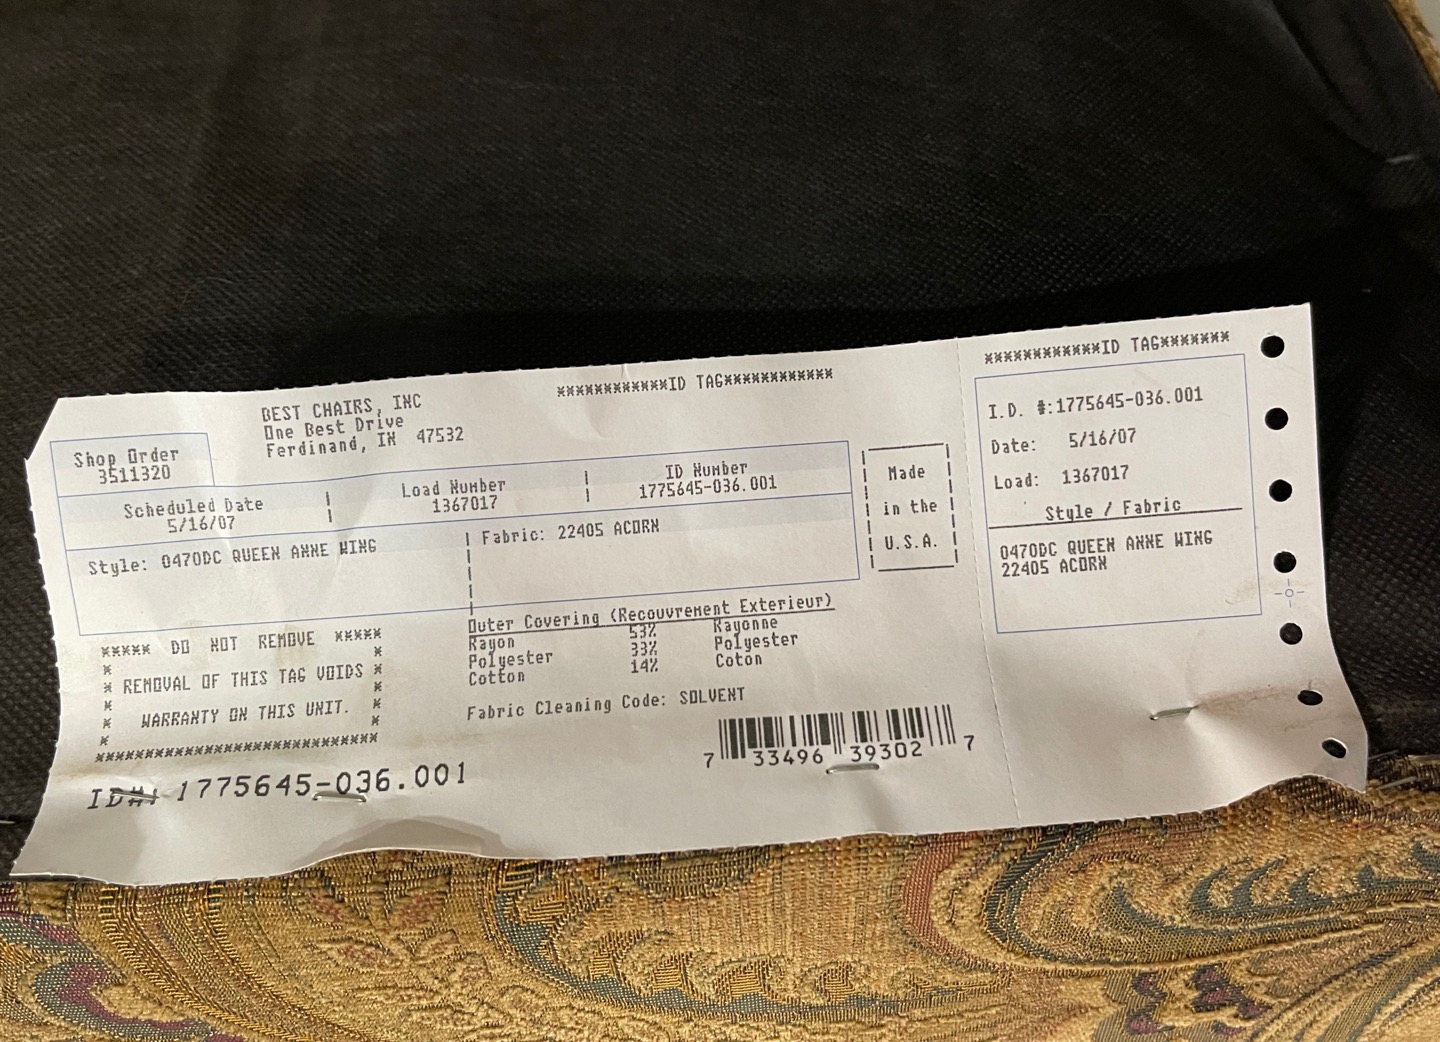 ************ID TAG************
BEST CHAIRS, INC
One Best Drive
Ferdinand, IN 47532
Shop Order
3511320
Scheduled Date | Load Number | ID Number
5/16/07 | 1367017 | 1775645-036.001
Style: 0470DC QUEEN ANNE WING | Fabric: 22405 ACORN
Made
in the
U.S.A.
***** DO NOT REMOVE *****
* REMOVAL OF THIS TAG VOIDS *
* WARRANTY ON THIS UNIT. *
****************************
Outer Covering (Recouvrement Exterieur)
Rayon 53% Rayonne
Polyester 33% Polyester
Cotton 14% Coton
Fabric Cleaning Code: SOLVENT
7 33496 39302 7
ID#: 1775645-036.001
************ID TAG*******
I.D. #:1775645-036.001
Date: 5/16/07
Load: 1367017
Style / Fabric
0470DC QUEEN ANNE WING
22405 ACORN